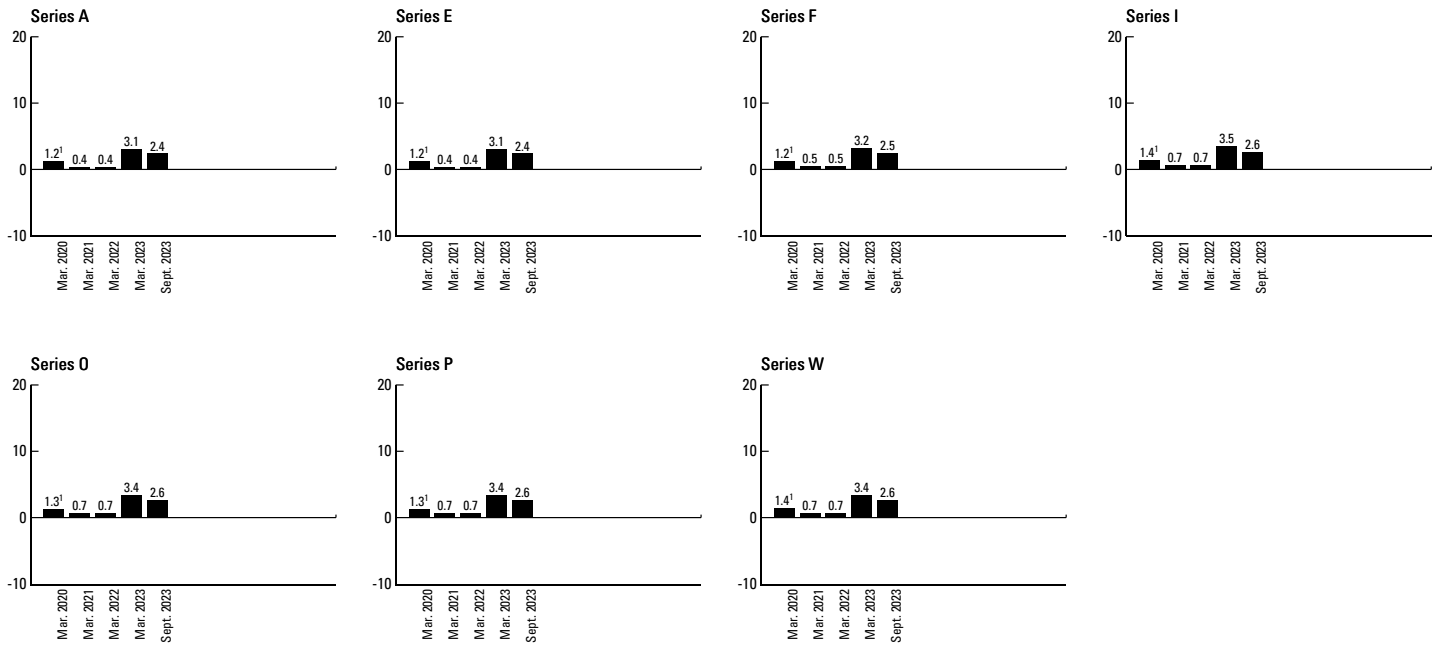 Series A
20
10
0
-10
1.2¹
0.4
0.4
3.1
2.4
Mar. 2020
Mar. 2021
Mar. 2022
Mar. 2023
Sept. 2023
Series E
20
10
0
-10
1.2¹
0.4
0.4
3.1
2.4
Mar. 2020
Mar. 2021
Mar. 2022
Mar. 2023
Sept. 2023
Series F
20
10
0
-10
1.2¹
0.5
0.5
3.2
2.5
Mar. 2020
Mar. 2021
Mar. 2022
Mar. 2023
Sept. 2023
Series I
20
10
0
-10
1.4¹
0.7
0.7
3.5
2.6
Mar. 2020
Mar. 2021
Mar. 2022
Mar. 2023
Sept. 2023
Series O
20
10
0
-10
1.3¹
0.7
0.7
3.4
2.6
Mar. 2020
Mar. 2021
Mar. 2022
Mar. 2023
Sept. 2023
Series P
20
10
0
-10
1.3¹
0.7
0.7
3.4
2.6
Mar. 2020
Mar. 2021
Mar. 2022
Mar. 2023
Sept. 2023
Series W
20
10
0
-10
1.4¹
0.7
0.7
3.4
2.6
Mar. 2020
Mar. 2021
Mar. 2022
Mar. 2023
Sept. 2023